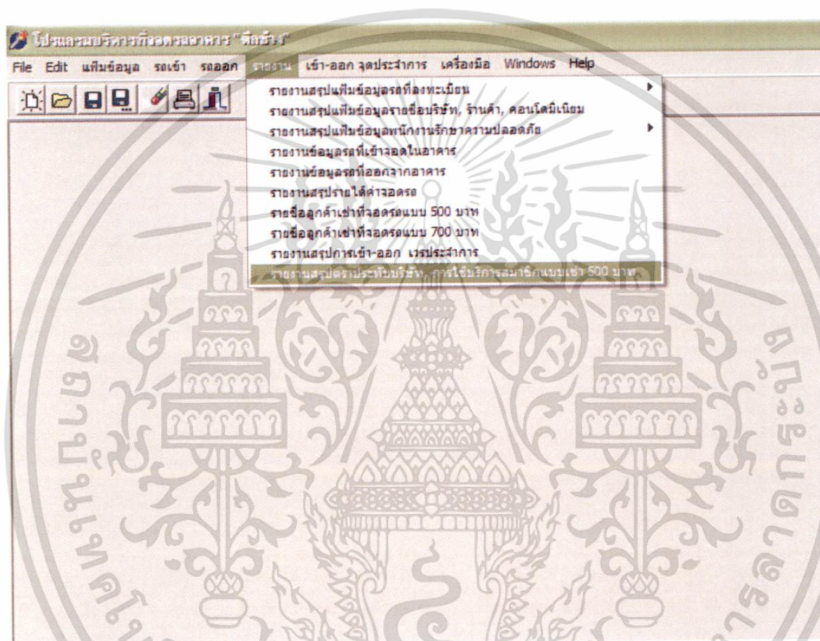 โปรแกรมบริหารที่จอดรถอาคาร "ตึกช้าง"
File Edit แฟ้มข้อมูล รถเข้า รถออก รายงาน เข้า-ออก จุดประจำการ เครื่องมือ Windows Help
รายงานสรุปแฟ้มข้อมูลรถที่ลงทะเบียน
รายงานสรุปแฟ้มข้อมูลรายชื่อบริษัท, ร้านค้า, คอนโดมิเนียม
รายงานสรุปแฟ้มข้อมูลพนักงานรักษาความปลอดภัย
รายงานข้อมูลรถที่เข้าจอดในอาคาร
รายงานข้อมูลรถที่ออกจากอาคาร
รายงานสรุปรายได้ค่าจอดรถ
รายชื่อลูกค้าเช่าที่จอดรถแบบ 500 บาท
รายชื่อลูกค้าเช่าที่จอดรถแบบ 700 บาท
รายงานสรุปการเข้า-ออก เวรประจำการ
รายงานสรุปตราประทับบริษัท, การใช้บริการสมาชิกแบบเช่า 500 บาท